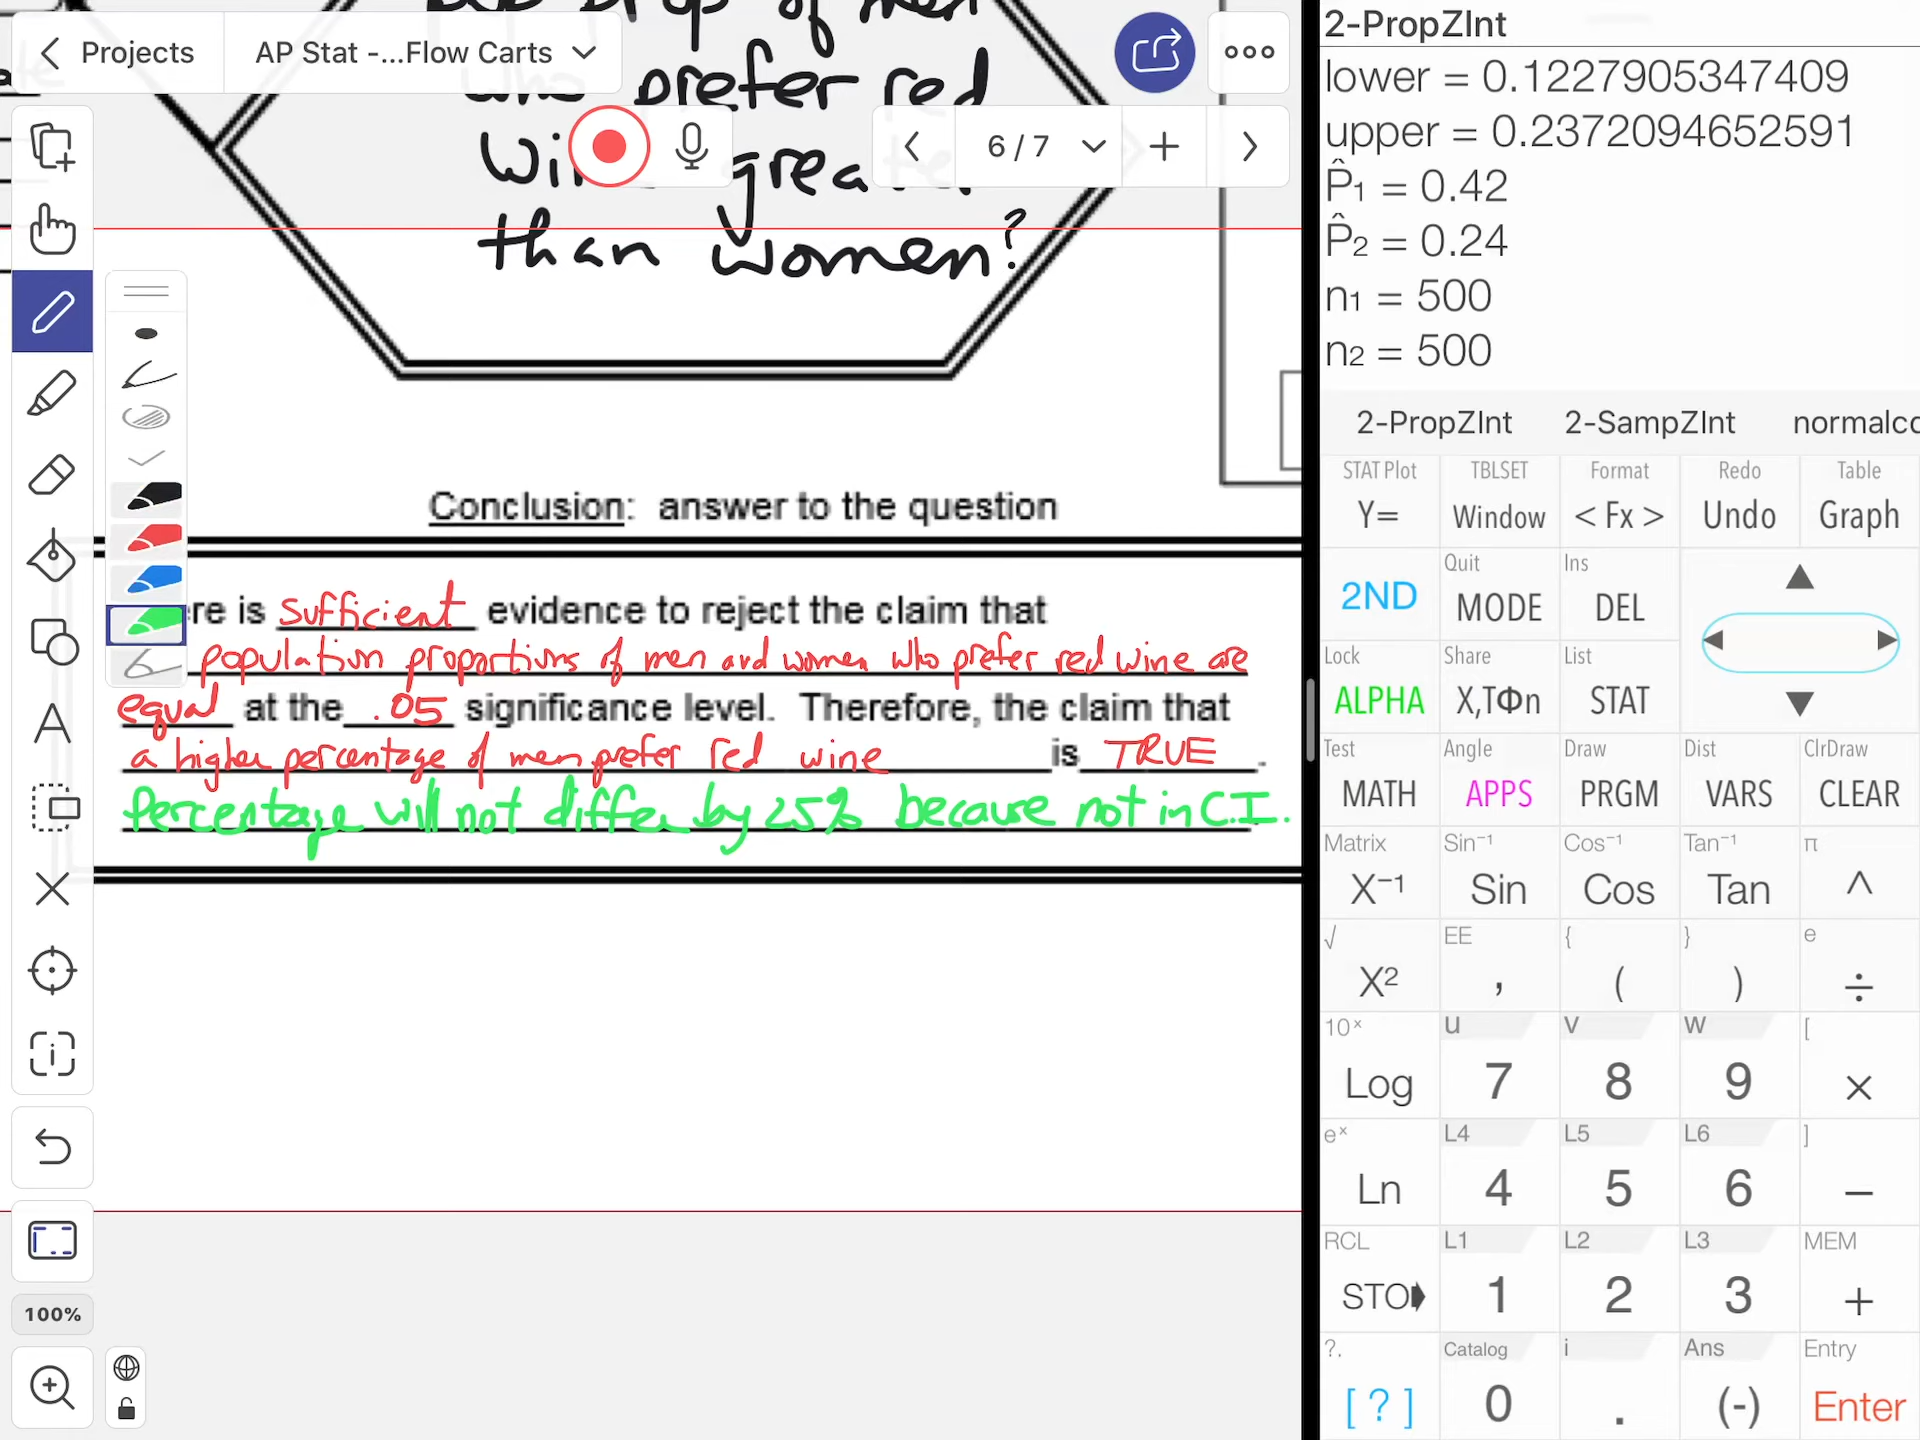 Projects
AP Stat -...Flow Carts
of men
prefer red
6 / 7
than women?
Conclusion: answer to the question
re is sufficient evidence to reject the claim that
population proportions of men and women who prefer red wine are
equal at the .05 significance level. Therefore, the claim that
a higher percentage of men prefer red wine is TRUE.
Percentage will not differ by 25% because not in C.I.
100%
2-PropZInt
lower = 0.1227905347409
upper = 0.2372094652591
P̂1 = 0.42
P̂2 = 0.24
n1 = 500
n2 = 500
2-PropZInt 2-SampZInt normalcc
STAT Plot TBLSET Format Redo Table
Y= Window < Fx > Undo Graph
Quit Ins
2ND MODE DEL
Lock Share List
ALPHA X,TΦn STAT
Test Angle Draw Dist ClrDraw
MATH APPS PRGM VARS CLEAR
Matrix Sin⁻¹ Cos⁻¹ Tan⁻¹ π
X⁻¹ Sin Cos Tan ^
√ EE { } e
X² , ( ) ÷
10ˣ u v w [
Log 7 8 9 ×
eˣ L4 L5 L6 ]
Ln 4 5 6 −
RCL L1 L2 L3 MEM
STO 1 2 3 +
?. Catalog i Ans Entry
[ ? ] 0 . (-) Enter